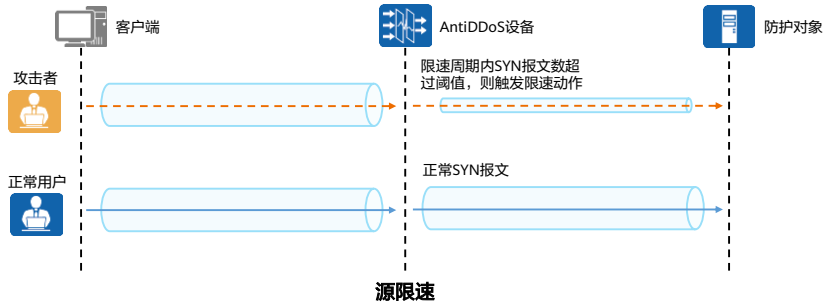 客户端
AntiDDoS设备
防护对象
攻击者
限速周期内SYN报文数超
过阈值，则触发限速动作
正常用户
正常SYN报文
源限速